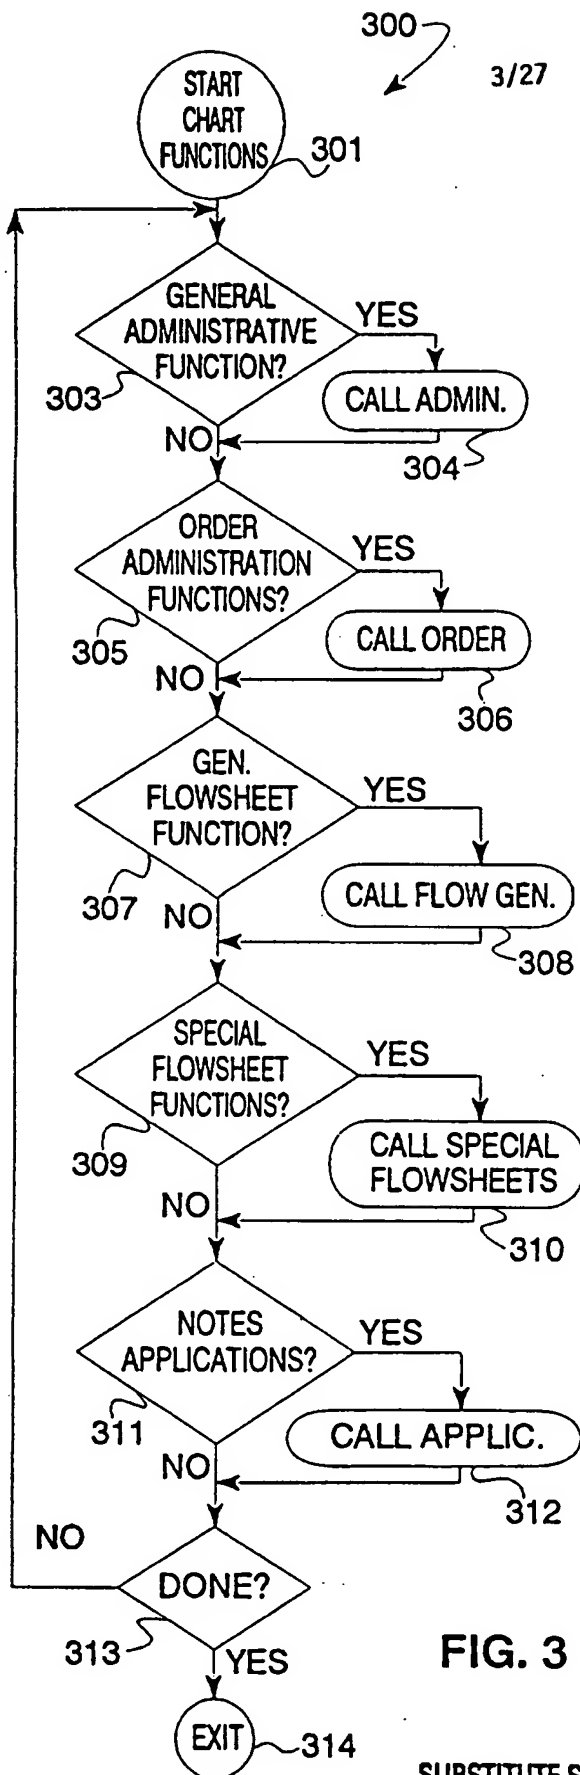 300
3/27
START
CHART
FUNCTIONS
301
GENERAL
ADMINISTRATIVE
FUNCTION?
YES
303
CALL ADMIN.
NO
304
ORDER
ADMINISTRATION
FUNCTIONS?
YES
305
CALL ORDER
NO
306
GEN.
FLOWSHEET
FUNCTION?
YES
307
CALL FLOW GEN.
NO
308
SPECIAL
FLOWSHEET
FUNCTIONS?
YES
309
CALL SPECIAL
FLOWSHEETS
NO
310
NOTES
APPLICATIONS?
YES
311
CALL APPLIC.
NO
312
NO
DONE?
313
YES
FIG. 3
EXIT
314